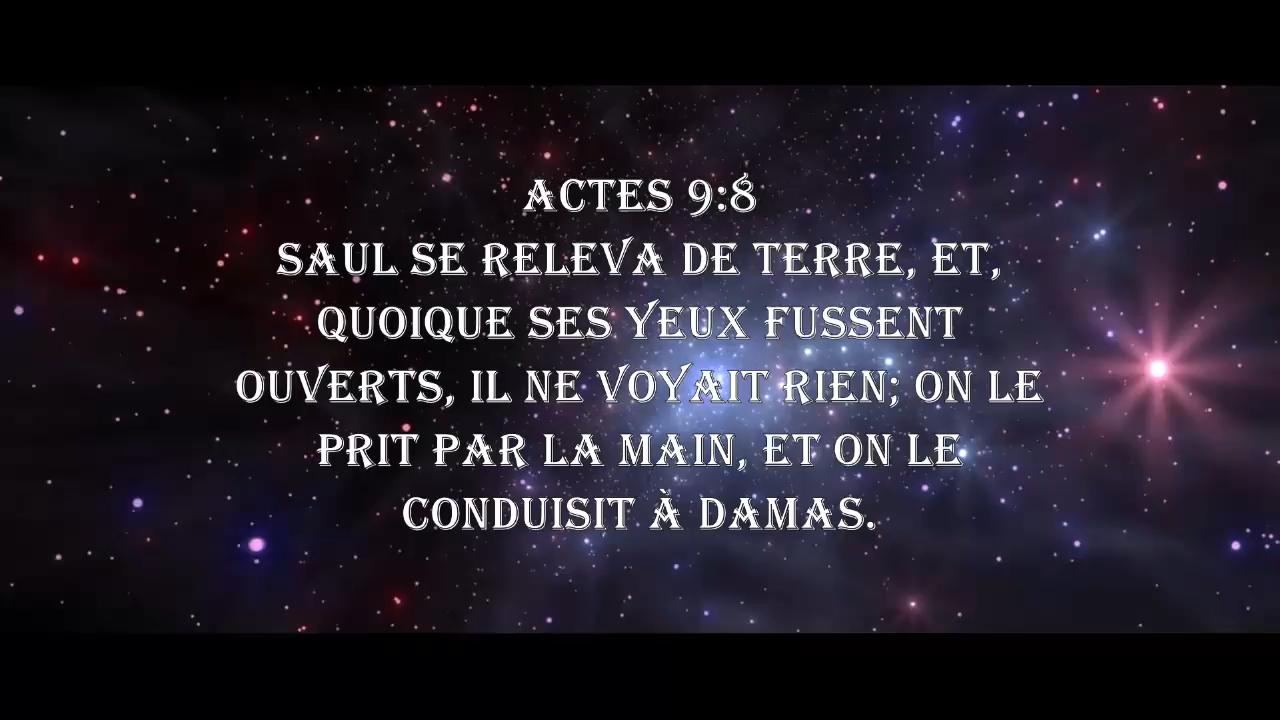 ACTES 9:8
SAUL SE RELEVA DE TERRE, ET,
QUOIQUE SES YEUX FUSSENT
OUVERTS, IL NE VOYAIT RIEN; ON LE
PRIT PAR LA MAIN, ET ON LE
CONDUISIT À DAMAS.